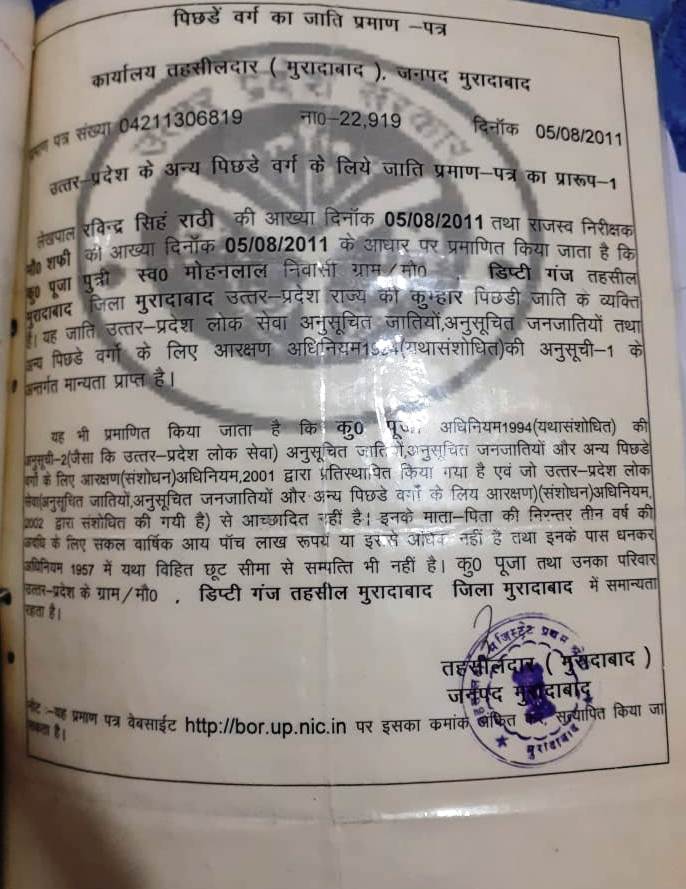 पिछडें वर्ग का जाति प्रमाण –पत्र
कार्यालय तहसीलदार ( मुरादाबाद ), जनपद मुरादाबाद
प्रमाण पत्र संख्या 04211306819 ना0-22,919 दिनॉक 05/08/2011
उत्तर-प्रदेश के अन्य पिछडे वर्ग के लिये जाति प्रमाण-पत्र का प्रारूप-1
लेखपाल रविन्द्र सिहं राठी की आख्या दिनॉक 05/08/2011 तथा राजस्व निरीक्षक
मौ0 शफी की आख्या दिनॉक 05/08/2011 के आधार पर प्रमाणित किया जाता है कि
कु0 पूजा पुत्री स्व0 मोहनलाल निवासी ग्राम/मौ0 , डिप्टी गंज तहसील
मुरादाबाद जिला मुरादाबाद उत्तर-प्रदेश राज्य की कुम्हार पिछडी जाति के व्यक्ति
है। यह जाति उत्तर-प्रदेश लोक सेवा अनुसूचित जातियों,अनुसूचित जनजातियों तथा
अन्य पिछडे वर्गो के लिए आरक्षण अधिनियम1994(यथासंशोधित)की अनुसूची-1 के
अन्तर्गत मान्यता प्राप्त है।
यह भी प्रमाणित किया जाता है कि कु0 पूजा अधिनियम1994(यथासंशोधित) की
अनुसूची-2(जैसा कि उत्तर-प्रदेश लोक सेवा) अनुसूचित जातियों,अनुसूचित जनजातियों और अन्य पिछडे
वर्गो के लिए आरक्षण(संशोधन)अधिनियम,2001 द्वारा प्रतिस्थापित किया गया है एवं जो उत्तर-प्रदेश लोक
सेवा(अनुसूचित जातियों,अनुसूचित जनजातियों और अन्य पिछडे वर्गो के लिय आरक्षण)(संशोधन)अधिनियम,
2002 द्वारा संशोधित की गयी है) से आच्छादित नहीं है। इनके माता-पिता की निरन्तर तीन वर्ष की
अवधि के लिए सकल वार्षिक आय पॉच लाख रूपये या इससे अधिक नहीं है तथा इनके पास धनकर
अधिनियम 1957 में यथा विहित छूट सीमा से सम्पत्ति भी नहीं है। कु0 पूजा तथा उनका परिवार
उत्तर-प्रदेश के ग्राम/मौ0 , डिप्टी गंज तहसील मुरादाबाद जिला मुरादाबाद में समान्यता
रहता है।
तहसीलदार ( मुरादाबाद )
जनपद मुरादाबाद
नोट :-यह प्रमाण पत्र वेबसाईट http://bor.up.nic.in पर इसका कमांक अंकित कर, सत्यापित किया जा
सकता है।
उत्तर प्रदेश सरकार
मजिस्ट्रेट प्रथम
मुरादाबाद